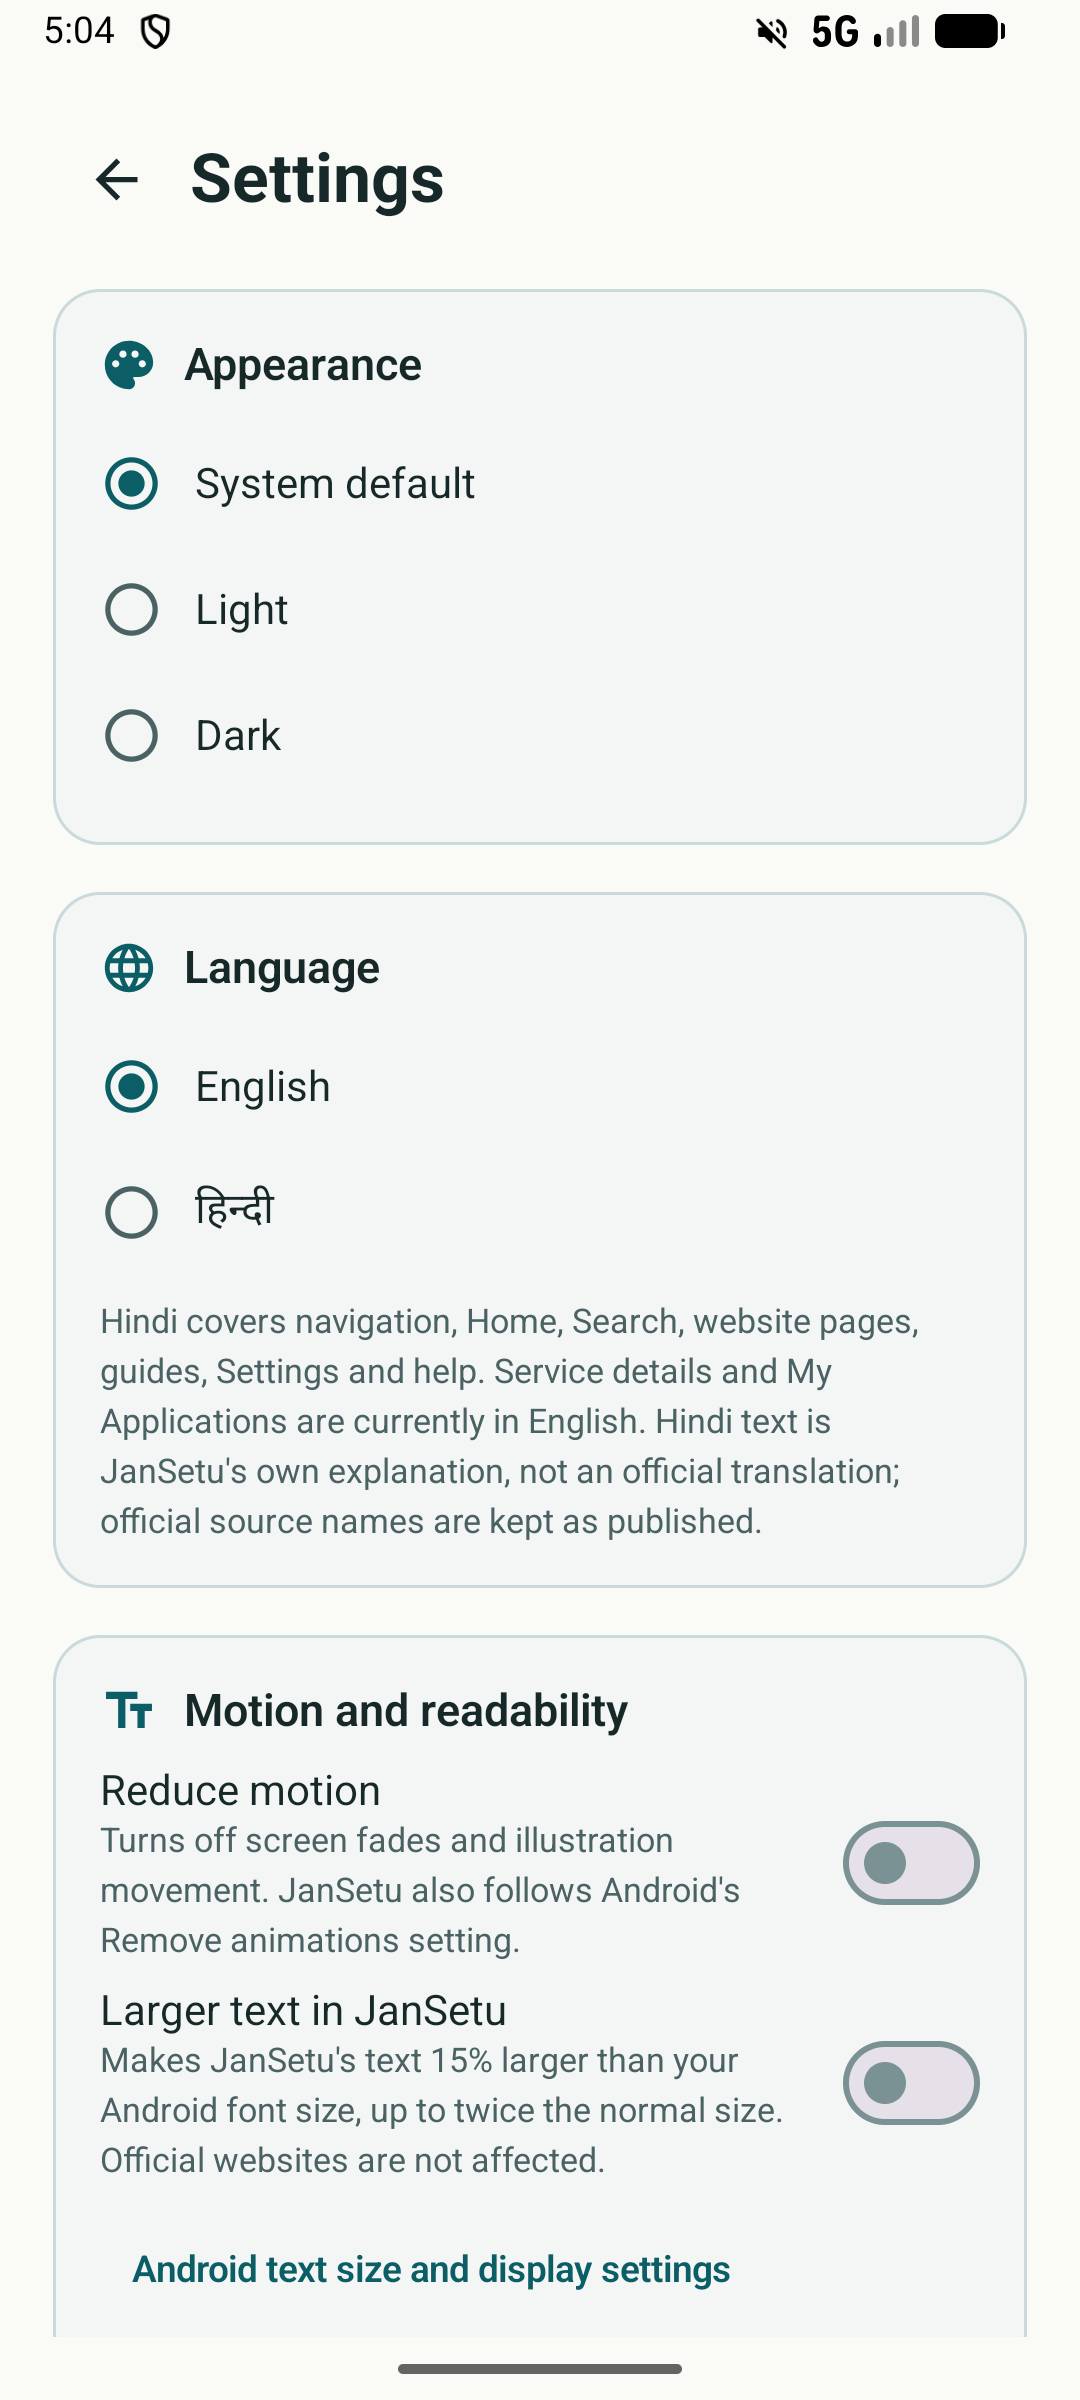 5:04
5G
Settings
Appearance
System default
Light
Dark
Language
English
हिन्दी
Hindi covers navigation, Home, Search, website pages,
guides, Settings and help. Service details and My
Applications are currently in English. Hindi text is
JanSetu's own explanation, not an official translation;
official source names are kept as published.
Motion and readability
Reduce motion
Turns off screen fades and illustration
movement. JanSetu also follows Android's
Remove animations setting.
Larger text in JanSetu
Makes JanSetu's text 15% larger than your
Android font size, up to twice the normal size.
Official websites are not affected.
Android text size and display settings